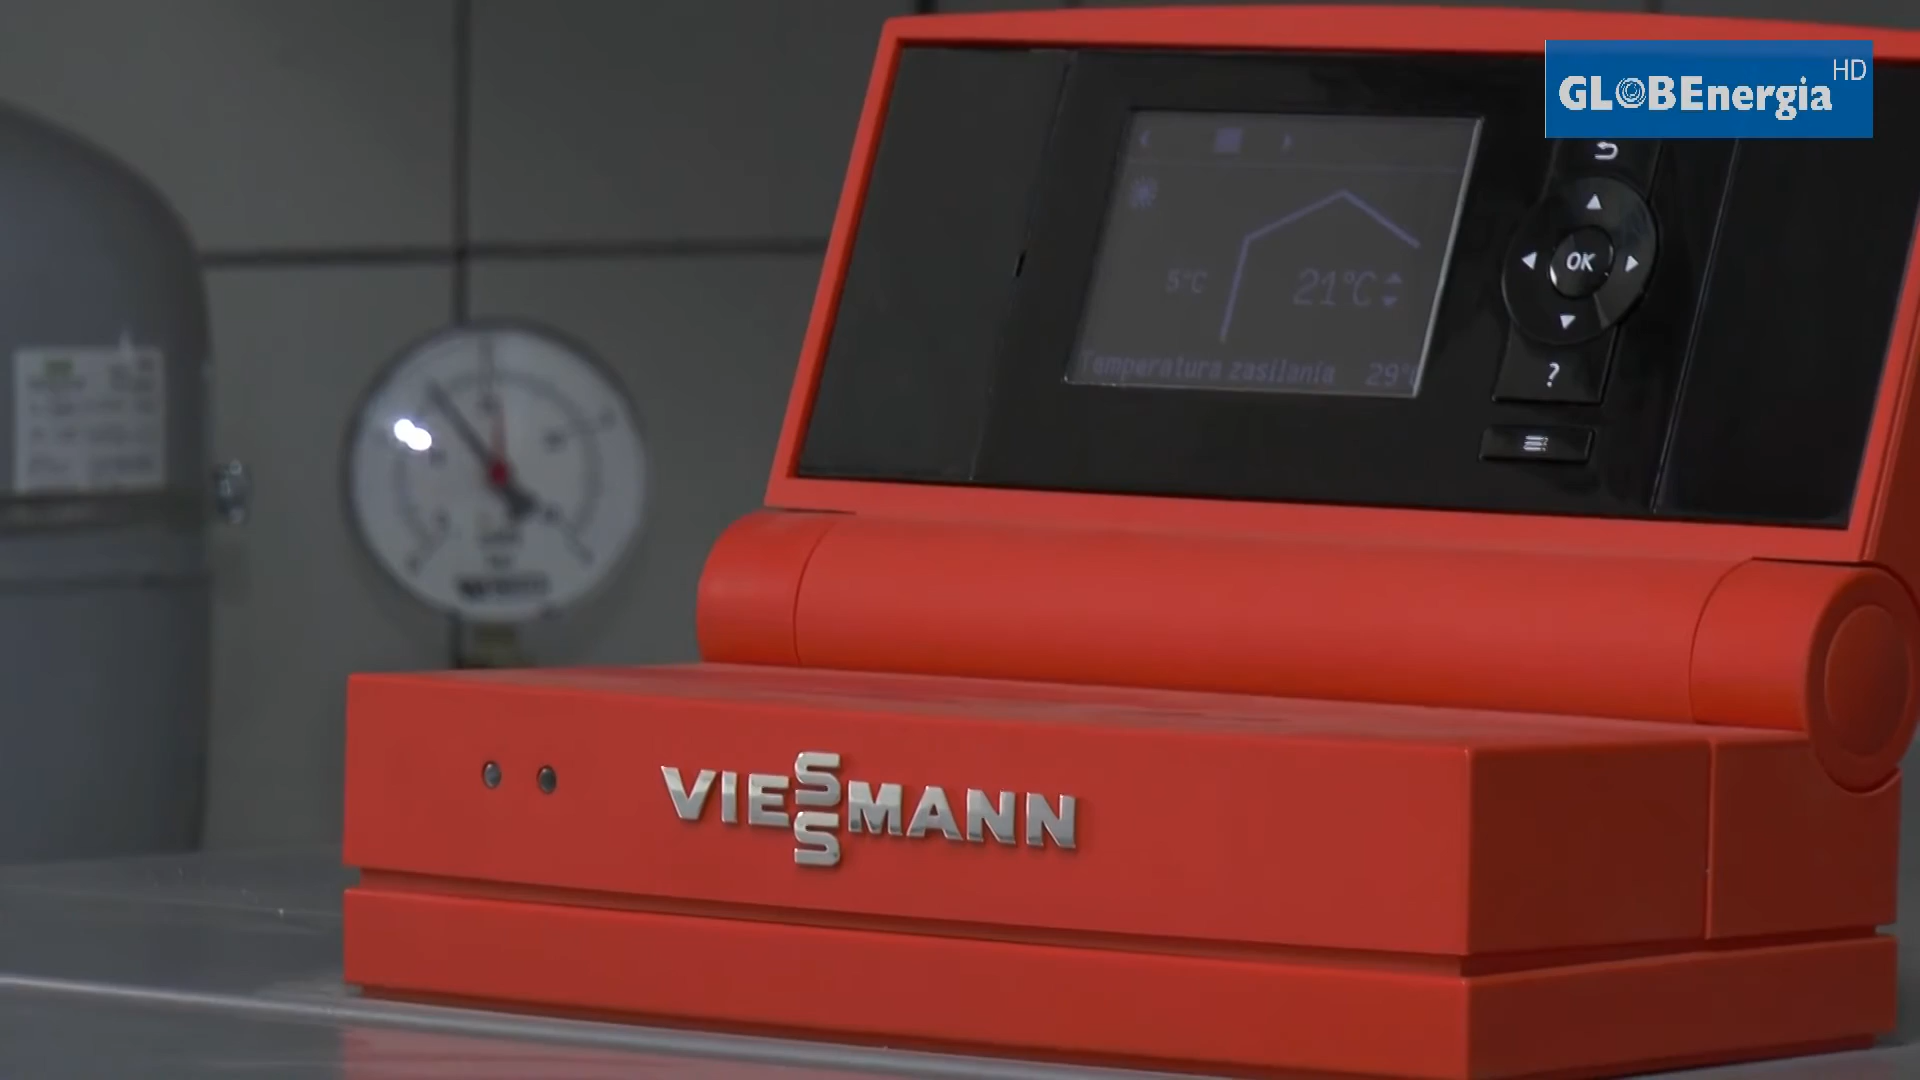 GLOBEnergia HD
5°C
21°C
OK
Temperatura zasilania 29°C
?
VIESSMANN